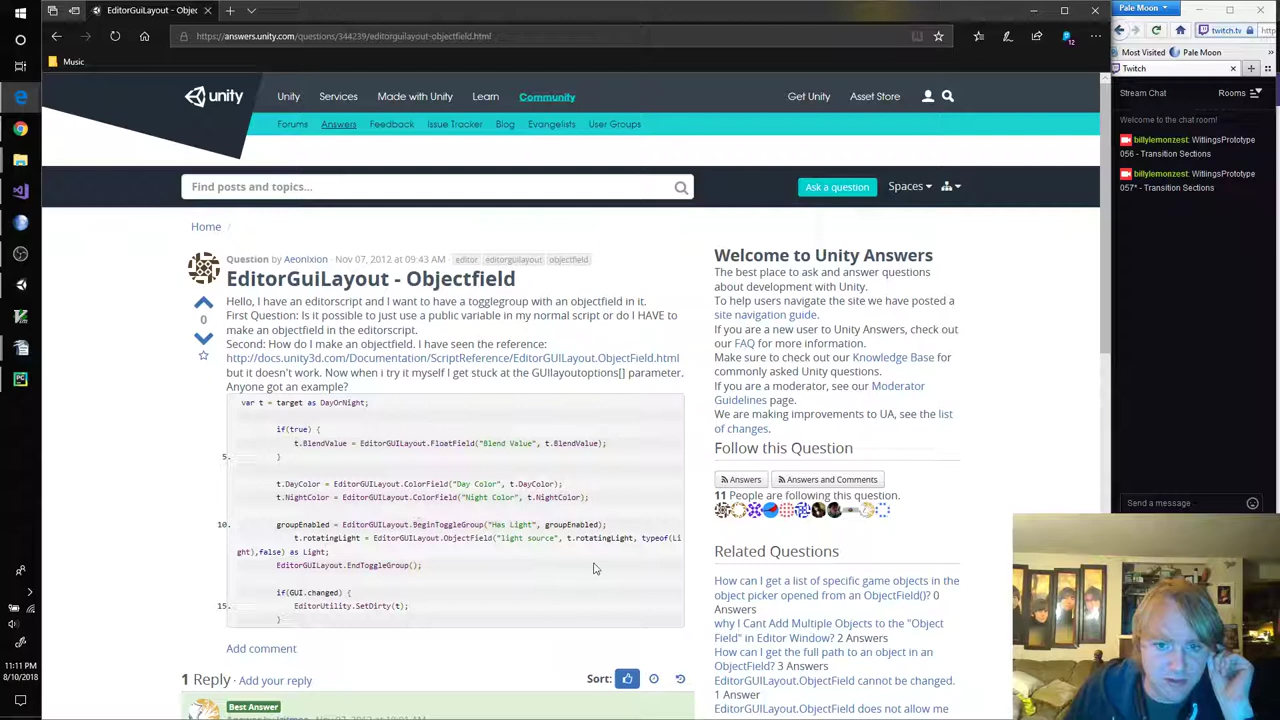 EditorGuiLayout - Objec
Pale Moon
https://answers.unity.com/questions/344239/editorguilayout-objectfield.html
12
twitch.tv
http
Music
Most Visited
Pale Moon
Twitch
unity
Unity
Services
Made with Unity
Learn
Community
Get Unity
Asset Store
Forums
Answers
Feedback
Issue Tracker
Blog
Evangelists
User Groups
Stream Chat
Rooms
Welcome to the chat room!
billylemonzest: WitlingsPrototype
056 - Transition Sections
billylemonzest: WitlingsPrototype
057* - Transition Sections
Find posts and topics...
Ask a question
Spaces
Home /
Question by Aeonixion · Nov 07, 2012 at 09:43 AM · editor editorguilayout objectfield
EditorGuiLayout - Objectfield
0
Hello, I have an editorscript and I want to have a togglegroup with an objectfield in it.
First Question: Is it possible to just use a public variable in my normal script or do I HAVE to
make an objectfield in the editorscript.
Second: How do I make an objectfield. I have seen the reference:
http://docs.unity3d.com/Documentation/ScriptReference/EditorGUILayout.ObjectField.html
but it doesn't work. Now when i try it myself I get stuck at the GUIlayoutoptions[] parameter.
Anyone got an example?
var t = target as DayOrNight;
if(true) {
t.BlendValue = EditorGUILayout.FloatField("Blend Value", t.BlendValue);
5. }
t.DayColor = EditorGUILayout.ColorField("Day Color", t.DayColor);
t.NightColor = EditorGUILayout.ColorField("Night Color", t.NightColor);
10. groupEnabled = EditorGUILayout.BeginToggleGroup("Has Light", groupEnabled);
t.rotatingLight = EditorGUILayout.ObjectField("light source", t.rotatingLight, typeof(Li
ght),false) as Light;
EditorGUILayout.EndToggleGroup();
if(GUI.changed) {
15. EditorUtility.SetDirty(t);
}
Add comment
1 Reply · Add your reply
Sort:
Best Answer
Welcome to Unity Answers
The best place to ask and answer questions
about development with Unity.
To help users navigate the site we have posted a
site navigation guide.
If you are a new user to Unity Answers, check out
our FAQ for more information.
Make sure to check out our Knowledge Base for
commonly asked Unity questions.
If you are a moderator, see our Moderator
Guidelines page.
We are making improvements to UA, see the list
of changes.
Follow this Question
Answers
Answers and Comments
11 People are following this question.
Related Questions
How can I get a list of specific game objects in the
object picker opened from an ObjectField()? 0
Answers
why I Cant Add Multiple Objects to the "Object
Field" in Editor Window? 2 Answers
How can I get the full path to an object in an
ObjectField? 3 Answers
EditorGUILayout.ObjectField cannot be changed.
1 Answer
EditorGUILayout.ObjectField does not allow me
Send a message
11:11 PM
8/10/2018